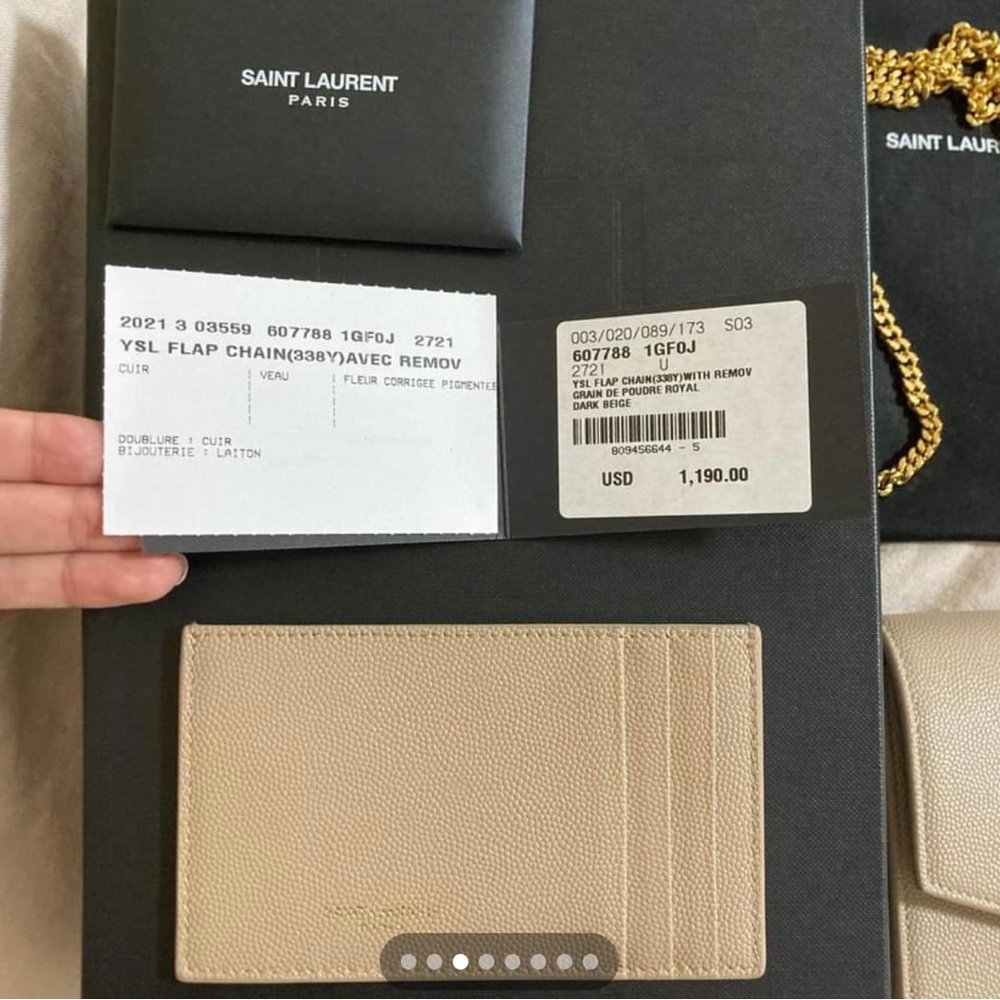 SAINT LAURENT
PARIS
SAINT LAUR
2021 3 03559 607788 1GF0J 2721
YSL FLAP CHAIN(338Y)AVEC REMOV
CUIR
VEAU
FLEUR CORRIGEE PIGMENTEE
DOUBLURE : CUIR
BIJOUTERIE : LAITON
003/020/089/173 S03
607788 1GF0J
2721 U
YSL FLAP CHAIN(338Y)WITH REMOV
GRAIN DE POUDRE ROYAL
DARK BEIGE
809456644 - 5
USD 1,190.00